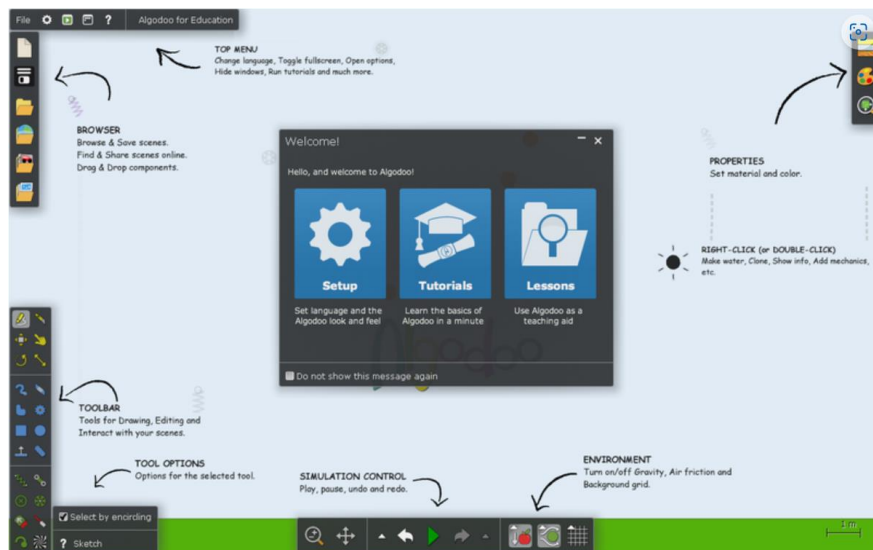 File
?
Algodoo for Education
TOP MENU
Change language, Toggle fullscreen, Open options,
Hide windows, Run tutorials and much more.
BROWSER
Browse & Save scenes.
Find & Share scenes online.
Drag & Drop components.
Welcome!
Hello, and welcome to Algodoo!
Setup
Tutorials
Lessons
Set language and the
Algodoo look and feel
Learn the basics of
Algodoo in a minute
Use Algodoo as a
teaching aid
Algodoo
Do not show this message again
PROPERTIES
Set material and color.
RIGHT-CLICK (or DOUBLE-CLICK)
Make water, Clone, Show info, Add mechanics,
etc.
TOOLBAR
Tools for Drawing, Editing and
Interact with your scenes.
TOOL OPTIONS
Options for the selected tool.
SIMULATION CONTROL
Play, pause, undo and redo.
ENVIRONMENT
Turn on/off Gravity, Air friction and
Background grid.
Select by encircling
? Sketch
1 m